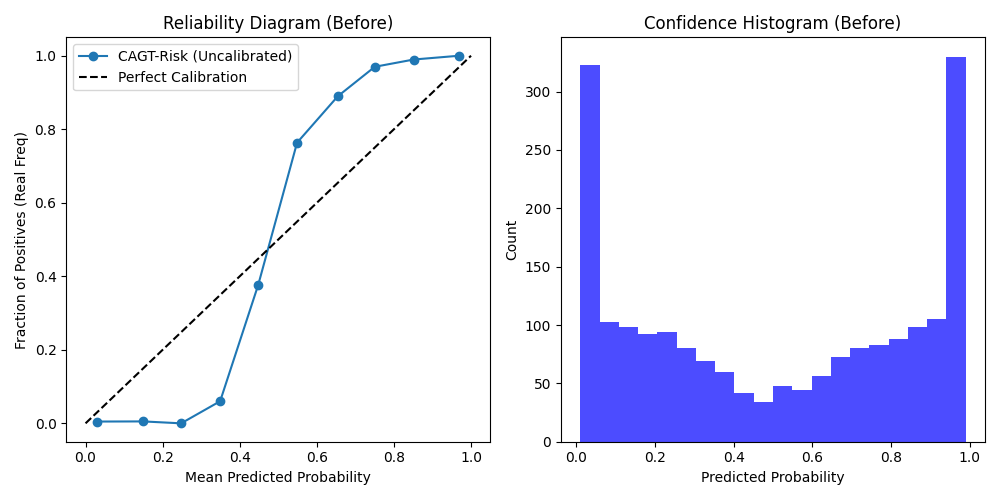 Reliability Diagram (Before)
CAGT-Risk (Uncalibrated)
Perfect Calibration
1.0
0.8
0.6
0.4
0.2
0.0
Fraction of Positives (Real Freq)
0.0 0.2 0.4 0.6 0.8 1.0
Mean Predicted Probability
Confidence Histogram (Before)
300
250
200
150
100
50
0
Count
0.0 0.2 0.4 0.6 0.8 1.0
Predicted Probability